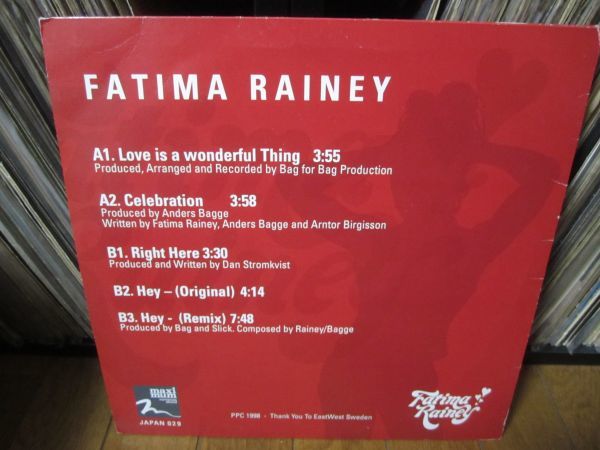 FATIMA RAINEY
A1. Love is a wonderful Thing 3:55
Produced, Arranged and Recorded by Bag for Bag Production
A2. Celebration 3:58
Produced by Anders Bagge
Written by Fatima Rainey, Anders Bagge and Arntor Birgisson
B1. Right Here 3:30
Produced and Written by Dan Stromkvist
B2. Hey – (Original) 4:14
B3. Hey - (Remix) 7:48
Produced by Bag and Slick. Composed by Rainey/Bagge
maxi
mum
JAPAN 029
PPC 1998 - Thank You To EastWest Sweden
Fatima
Rainey